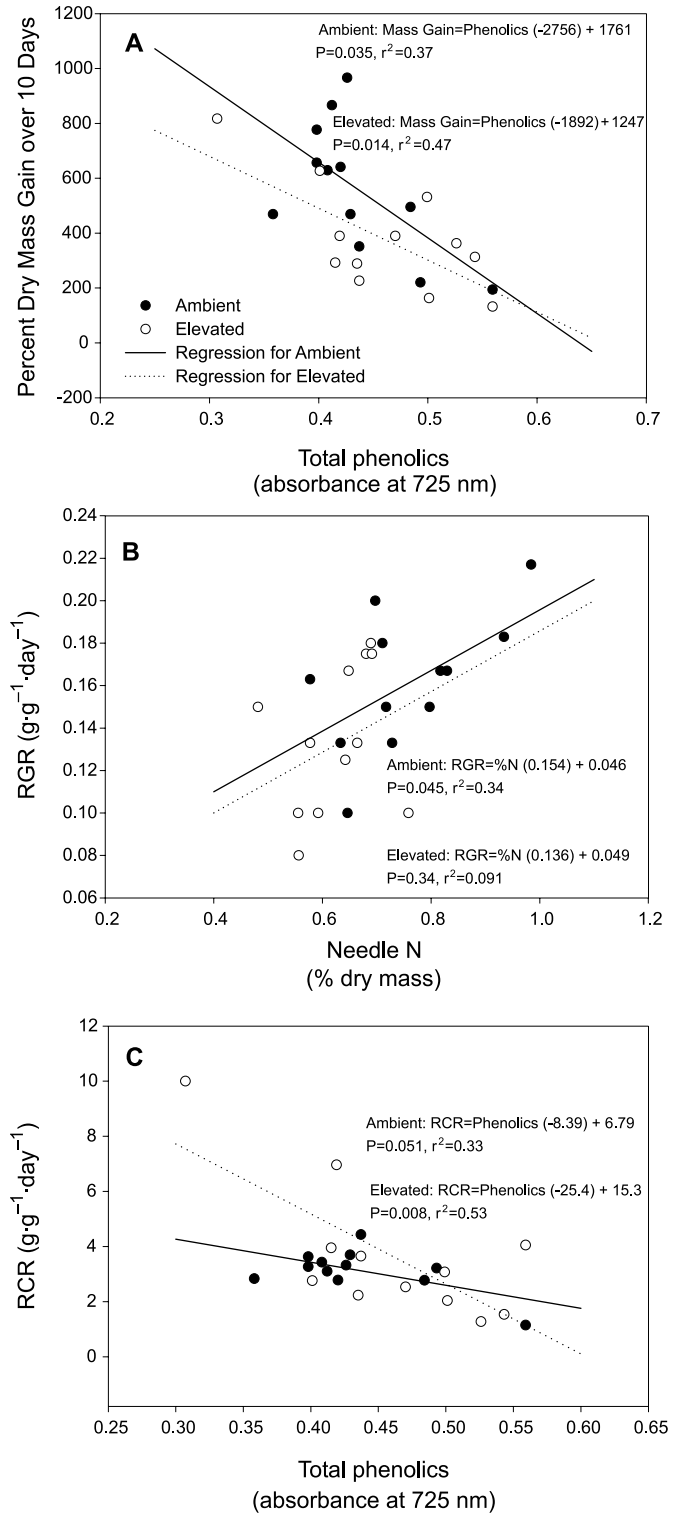 A
Ambient: Mass Gain=Phenolics (-2756) + 1761
P=0.035, r²=0.37
Elevated: Mass Gain=Phenolics (-1892) + 1247
P=0.014, r²=0.47
Percent Dry Mass Gain over 10 Days
1200
1000
800
600
400
200
0
-200
Ambient
Elevated
Regression for Ambient
Regression for Elevated
0.2 0.3 0.4 0.5 0.6 0.7
Total phenolics
(absorbance at 725 nm)
B
RGR (g·g⁻¹·day⁻¹)
0.24
0.22
0.20
0.18
0.16
0.14
0.12
0.10
0.08
0.06
Ambient: RGR=%N (0.154) + 0.046
P=0.045, r²=0.34
Elevated: RGR=%N (0.136) + 0.049
P=0.34, r²=0.091
0.2 0.4 0.6 0.8 1.0 1.2
Needle N
(% dry mass)
C
RCR (g·g⁻¹·day⁻¹)
12
10
8
6
4
2
0
Ambient: RCR=Phenolics (-8.39) + 6.79
P=0.051, r²=0.33
Elevated: RCR=Phenolics (-25.4) + 15.3
P=0.008, r²=0.53
0.25 0.30 0.35 0.40 0.45 0.50 0.55 0.60 0.65
Total phenolics
(absorbance at 725 nm)